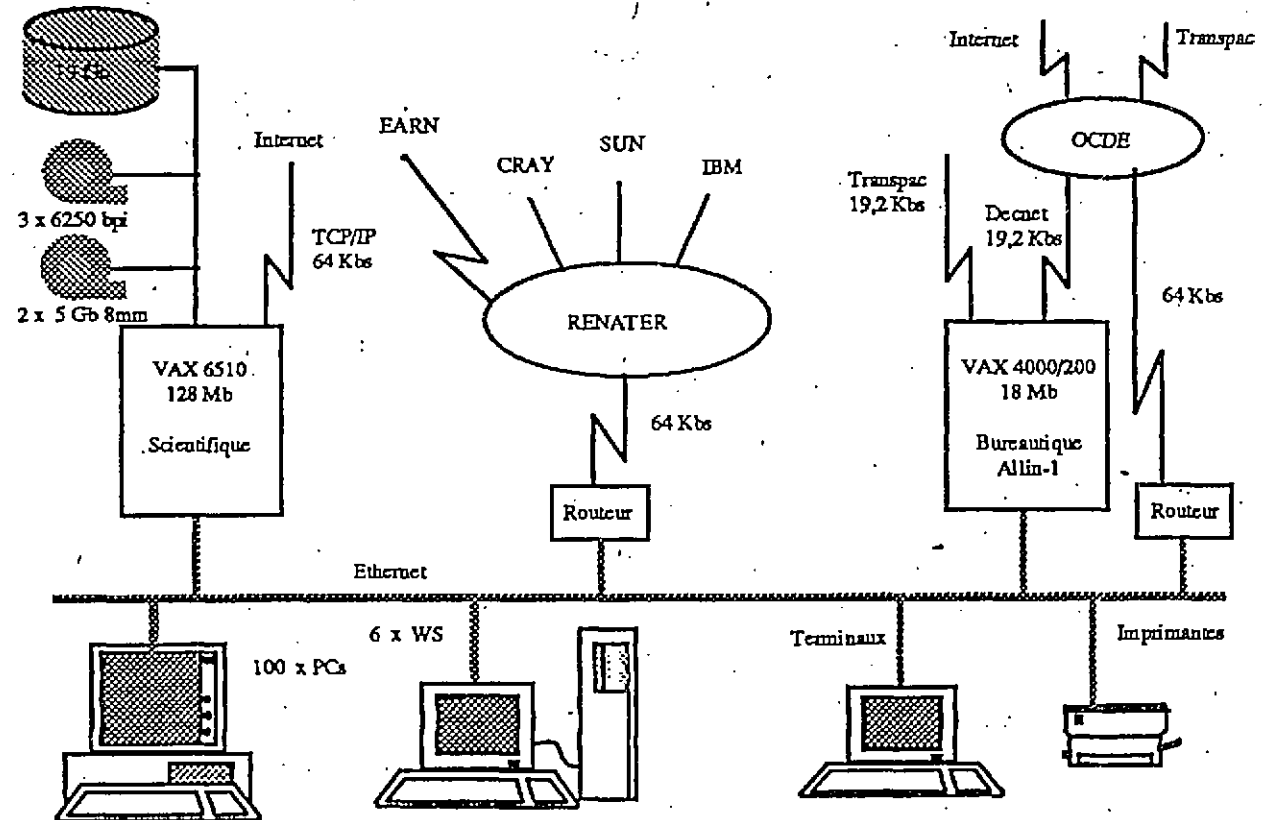 Internet
Transpac
OCDE
EARN
CRAY
SUN
IBM
Internet
3 x 6250 bpi
2 x 5 Gb 8mm
TCP/IP
64 Kbs
Transpac
19,2 Kbs
Decnet
19,2 Kbs
64 Kbs
RENATER
VAX 6510
128 Mb
Scientifique
64 Kbs
Routeur
VAX 4000/200
18 Mb
Bureautique
Allin-1
Routeur
Ethernet
100 x PCs
6 x WS
Terminaux
Imprimantes